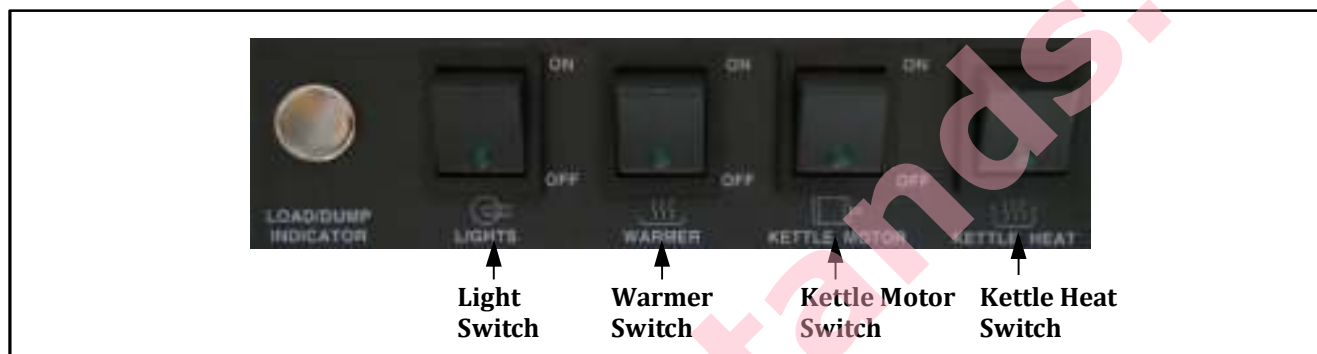 ON ON ON
OFF OFF OFF
LOAD/DUMP
INDICATOR LIGHTS WARMER KETTLE MOTOR KETTLE HEAT
Light Warmer Kettle Motor Kettle Heat
Switch Switch Switch Switch
tands.